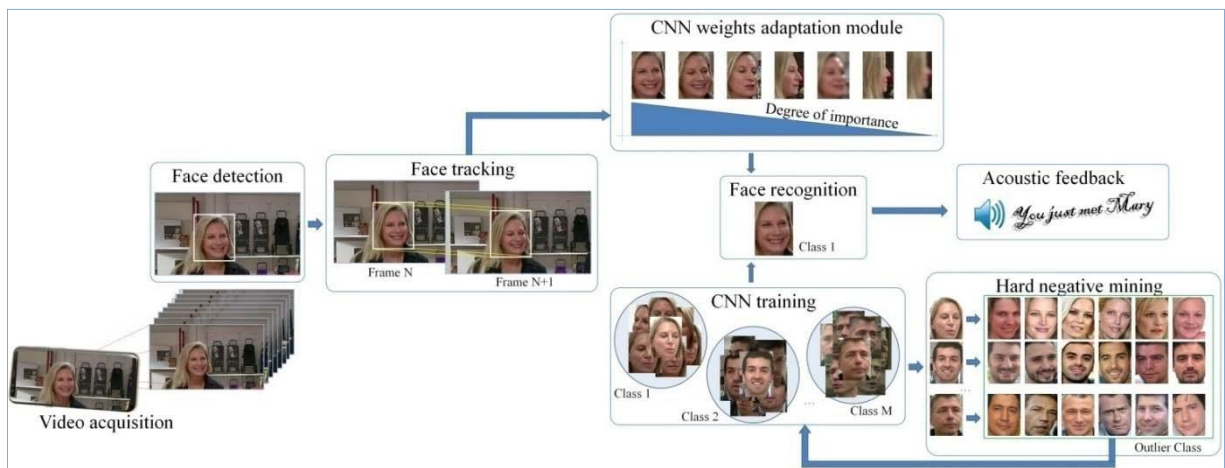 CNN weights adaptation module
Degree of importance
Face detection
Face tracking
Frame N
Frame N+1
Face recognition
Class 1
Acoustic feedback
You just met Mary
Video acquisition
CNN training
Class 1
Class 2
...
Class M
Hard negative mining
...
Outlier Class